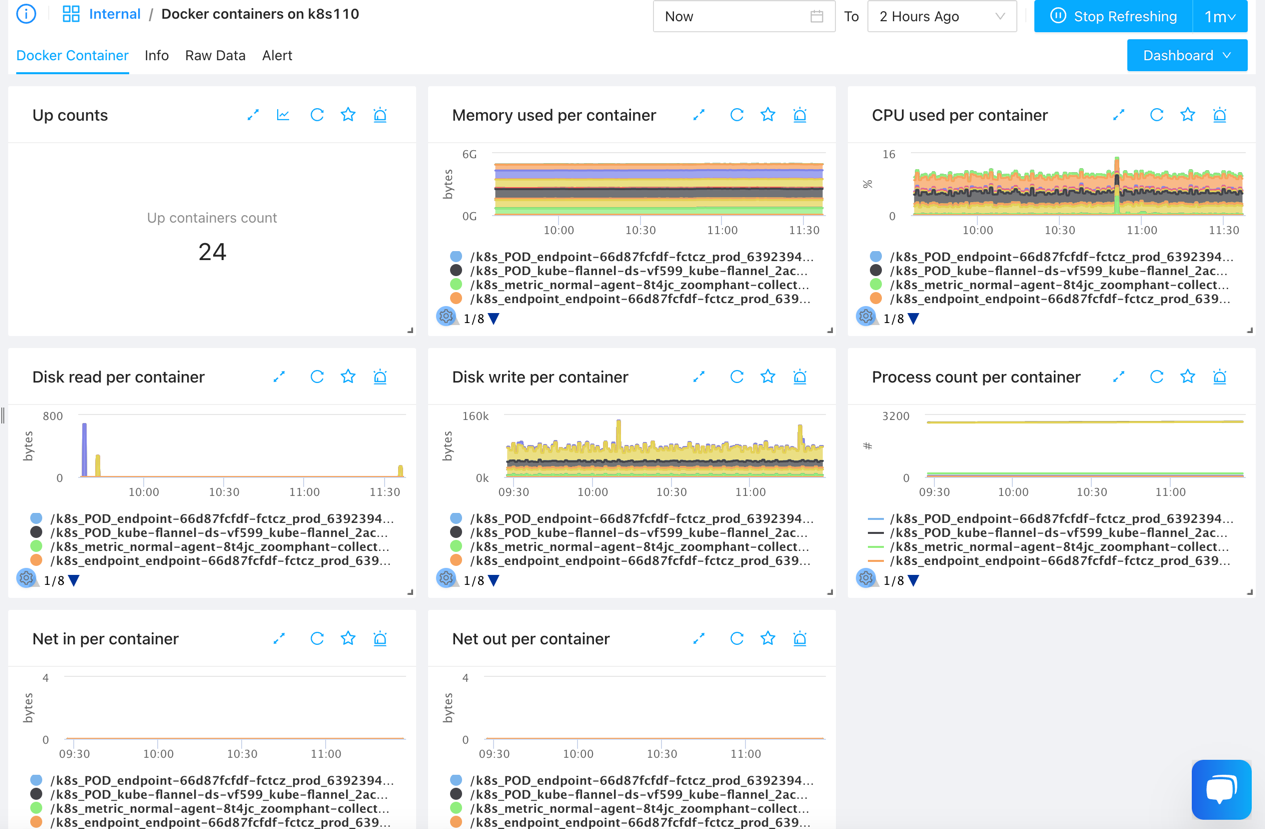 Internal / Docker containers on k8s110
Now To 2 Hours Ago Stop Refreshing 1m
Docker Container Info Raw Data Alert Dashboard
Up counts
Up containers count
24
Memory used per container
6G
bytes
0G
10:00 10:30 11:00 11:30
/k8s_POD_endpoint-66d87fcfdf-fctcz_prod_6392394...
/k8s_POD_kube-flannel-ds-vf599_kube-flannel_2ac...
/k8s_metric_normal-agent-8t4jc_zoomphant-collect...
/k8s_endpoint_endpoint-66d87fcfdf-fctcz_prod_639...
1/8
CPU used per container
16
%
0
10:00 10:30 11:00 11:30
/k8s_POD_endpoint-66d87fcfdf-fctcz_prod_6392394...
/k8s_POD_kube-flannel-ds-vf599_kube-flannel_2ac...
/k8s_metric_normal-agent-8t4jc_zoomphant-collect...
/k8s_endpoint_endpoint-66d87fcfdf-fctcz_prod_639...
1/8
Disk read per container
800
bytes
0
10:00 10:30 11:00 11:30
/k8s_POD_endpoint-66d87fcfdf-fctcz_prod_6392394...
/k8s_POD_kube-flannel-ds-vf599_kube-flannel_2ac...
/k8s_metric_normal-agent-8t4jc_zoomphant-collect...
/k8s_endpoint_endpoint-66d87fcfdf-fctcz_prod_639...
1/8
Disk write per container
160k
bytes
0k
09:30 10:00 10:30 11:00
/k8s_POD_endpoint-66d87fcfdf-fctcz_prod_6392394...
/k8s_POD_kube-flannel-ds-vf599_kube-flannel_2ac...
/k8s_metric_normal-agent-8t4jc_zoomphant-collect...
/k8s_endpoint_endpoint-66d87fcfdf-fctcz_prod_639...
1/8
Process count per container
3200
#
0
09:30 10:00 10:30 11:00
/k8s_POD_endpoint-66d87fcfdf-fctcz_prod_6392394...
/k8s_POD_kube-flannel-ds-vf599_kube-flannel_2ac...
/k8s_metric_normal-agent-8t4jc_zoomphant-collect...
/k8s_endpoint_endpoint-66d87fcfdf-fctcz_prod_639...
1/8
Net in per container
4
bytes
0
09:30 10:00 10:30 11:00
/k8s_POD_endpoint-66d87fcfdf-fctcz_prod_6392394...
/k8s_POD_kube-flannel-ds-vf599_kube-flannel_2ac...
/k8s_metric_normal-agent-8t4jc_zoomphant-collect...
/k8s_endpoint_endpoint-66d87fcfdf-fctcz_prod_639...
Net out per container
4
bytes
0
09:30 10:00 10:30 11:00
/k8s_POD_endpoint-66d87fcfdf-fctcz_prod_6392394...
/k8s_POD_kube-flannel-ds-vf599_kube-flannel_2ac...
/k8s_metric_normal-agent-8t4jc_zoomphant-collect...
/k8s_endpoint_endpoint-66d87fcfdf-fctcz_prod_639...